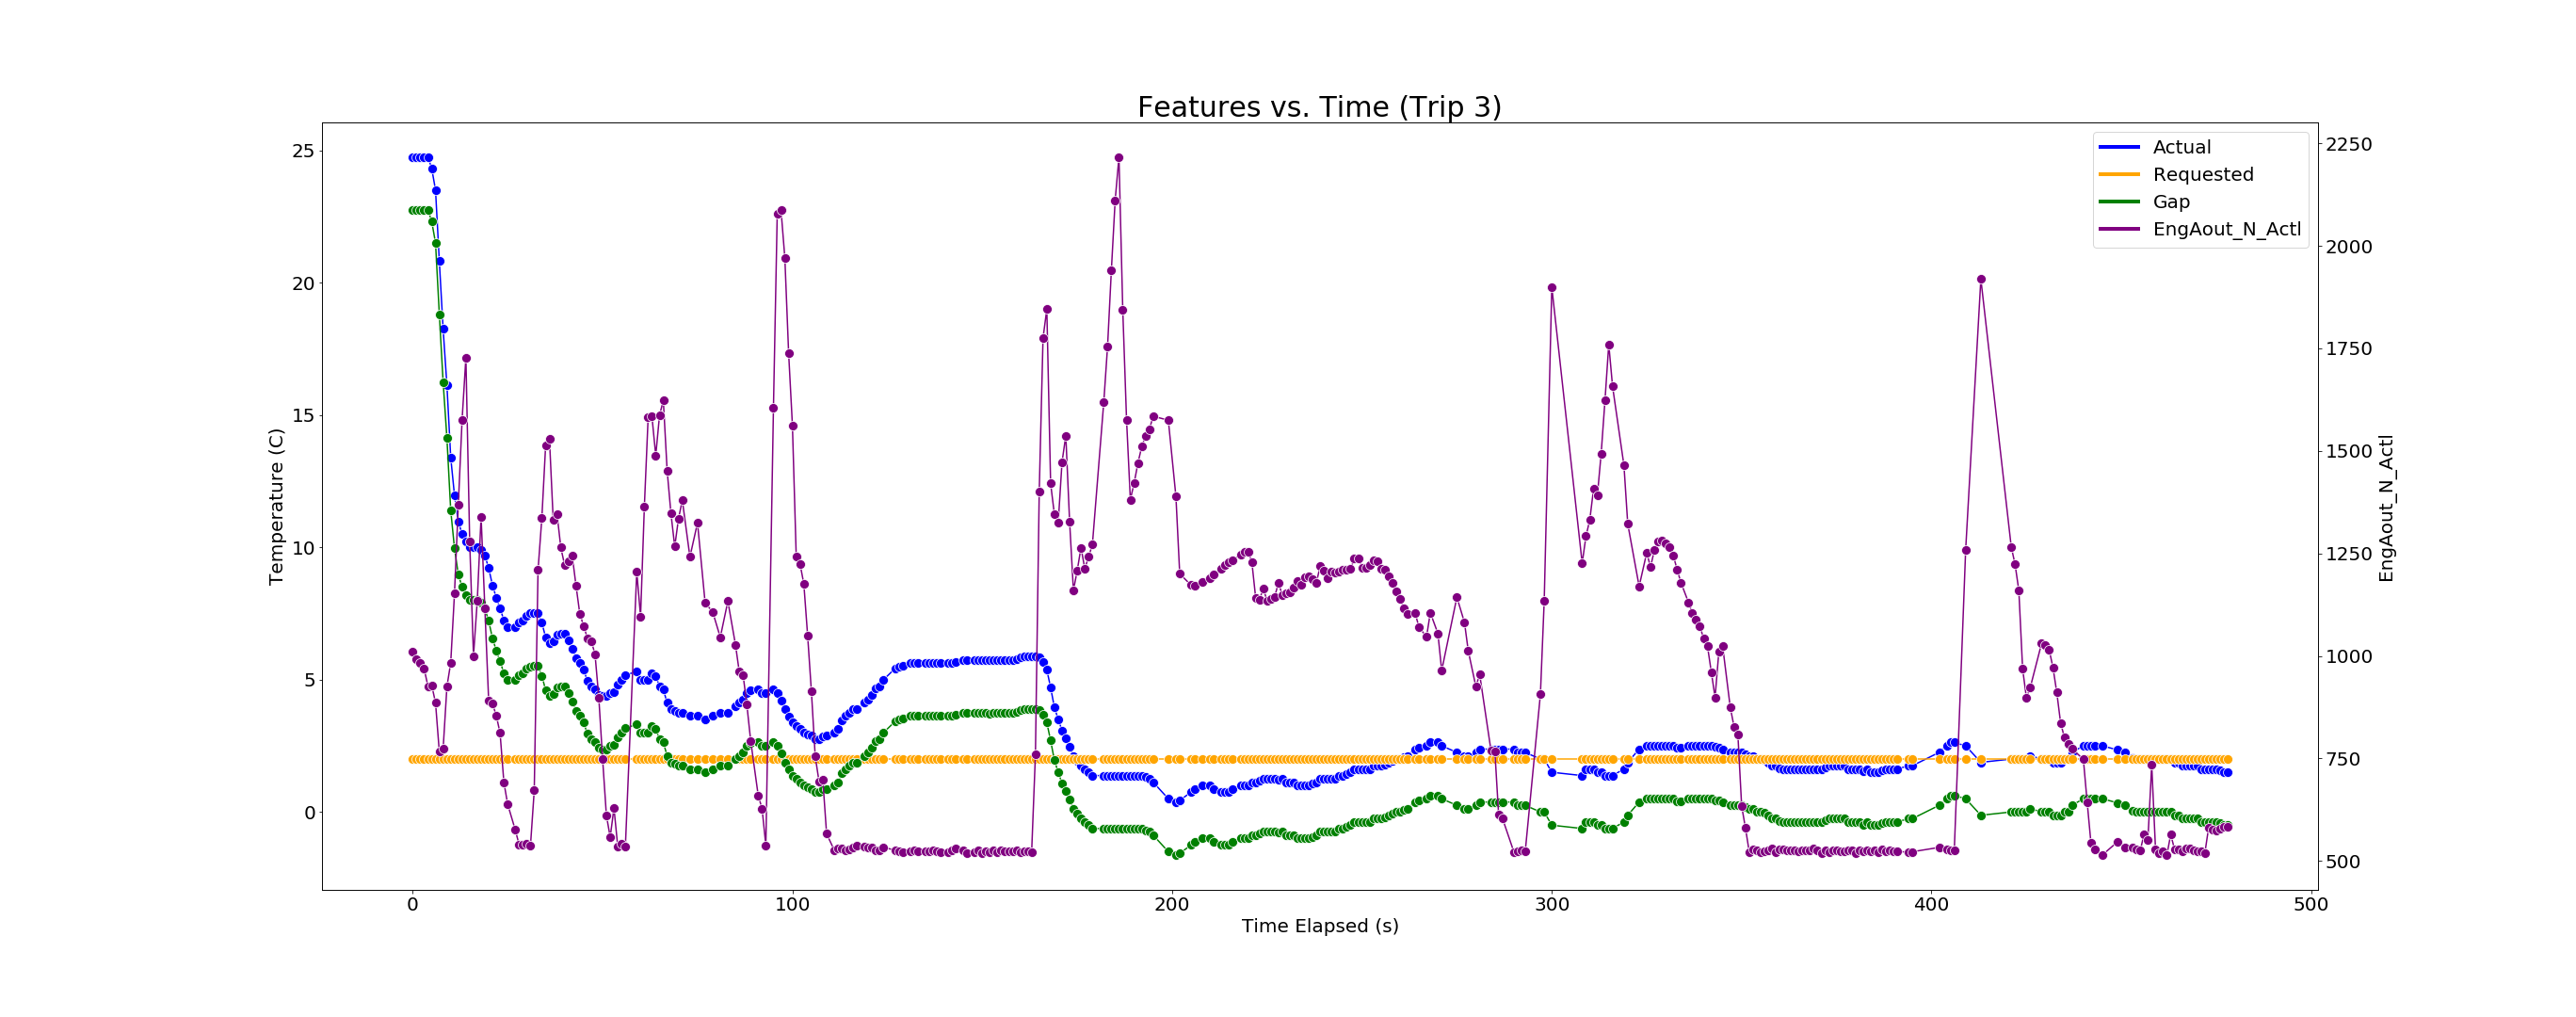 Features vs. Time (Trip 3)
25
20
15
10
5
0
Temperature (C)
2250
2000
1750
1500
1250
1000
750
500
EngAout_N_Actl
Actual
Requested
Gap
EngAout_N_Actl
0 100 200 300 400 500
Time Elapsed (s)